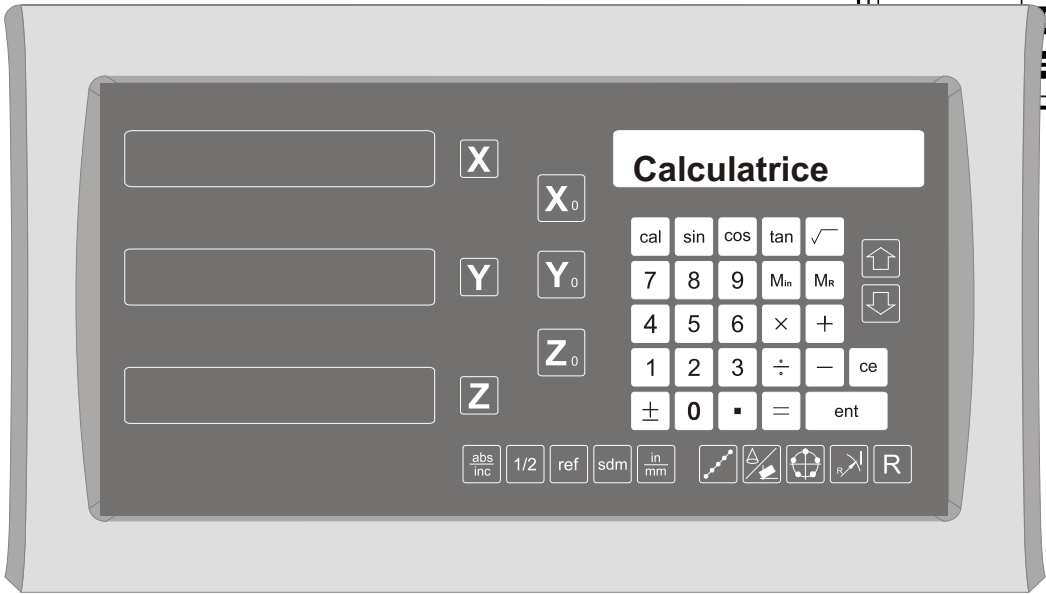 Calculatrice
X
X0
cal sin cos tan √
7 8 9 Min MR
Y
Y0
4 5 6 × +
Z0
1 2 3 ÷ − ce
Z
± 0 . = ent
abs
inc
1/2 ref sdm
in
mm
R
R